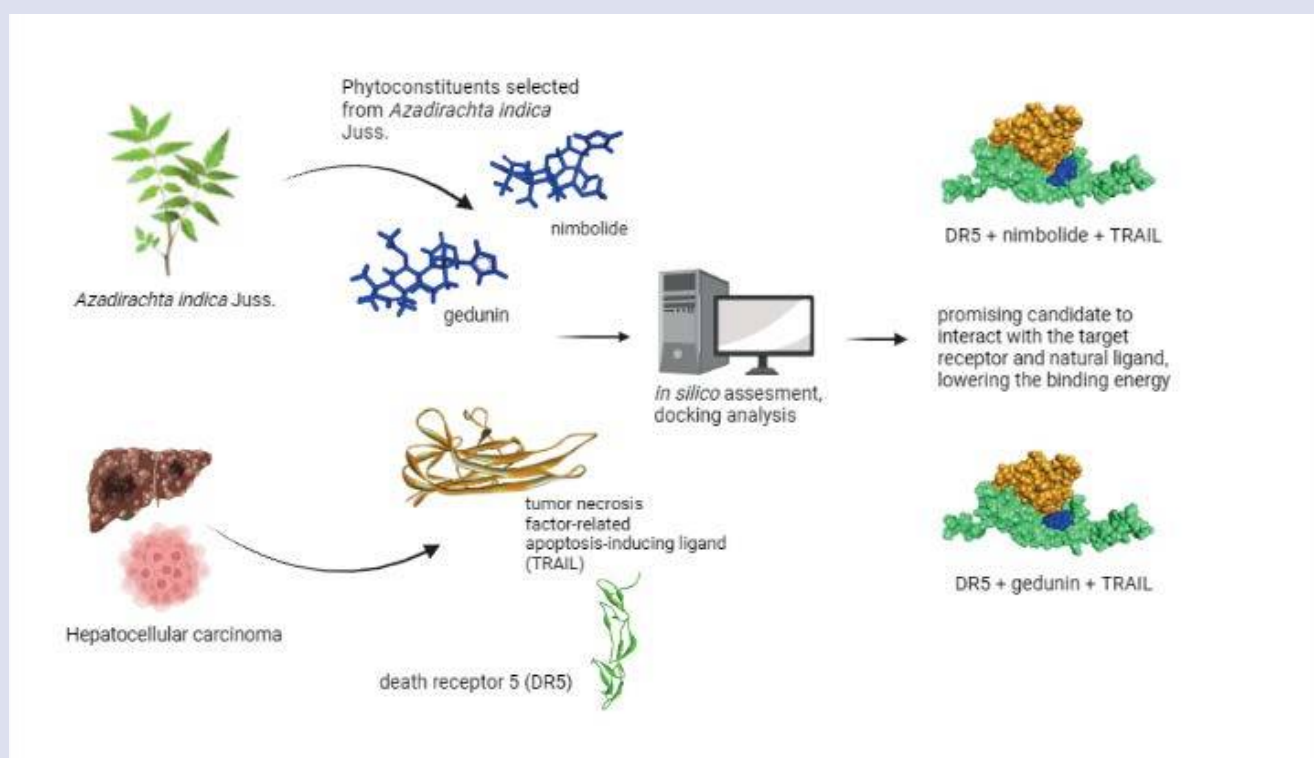 Phytoconstituents selected
from Azadirachta indica
Juss.
nimbolide
gedunin
Azadirachta indica Juss.
DR5 + nimbolide + TRAIL
in silico assesment,
docking analysis
promising candidate to
interact with the target
receptor and natural ligand,
lowering the binding energy
tumor necrosis
factor-related
apoptosis-inducing ligand
(TRAIL)
Hepatocellular carcinoma
death receptor 5 (DR5)
DR5 + gedunin + TRAIL